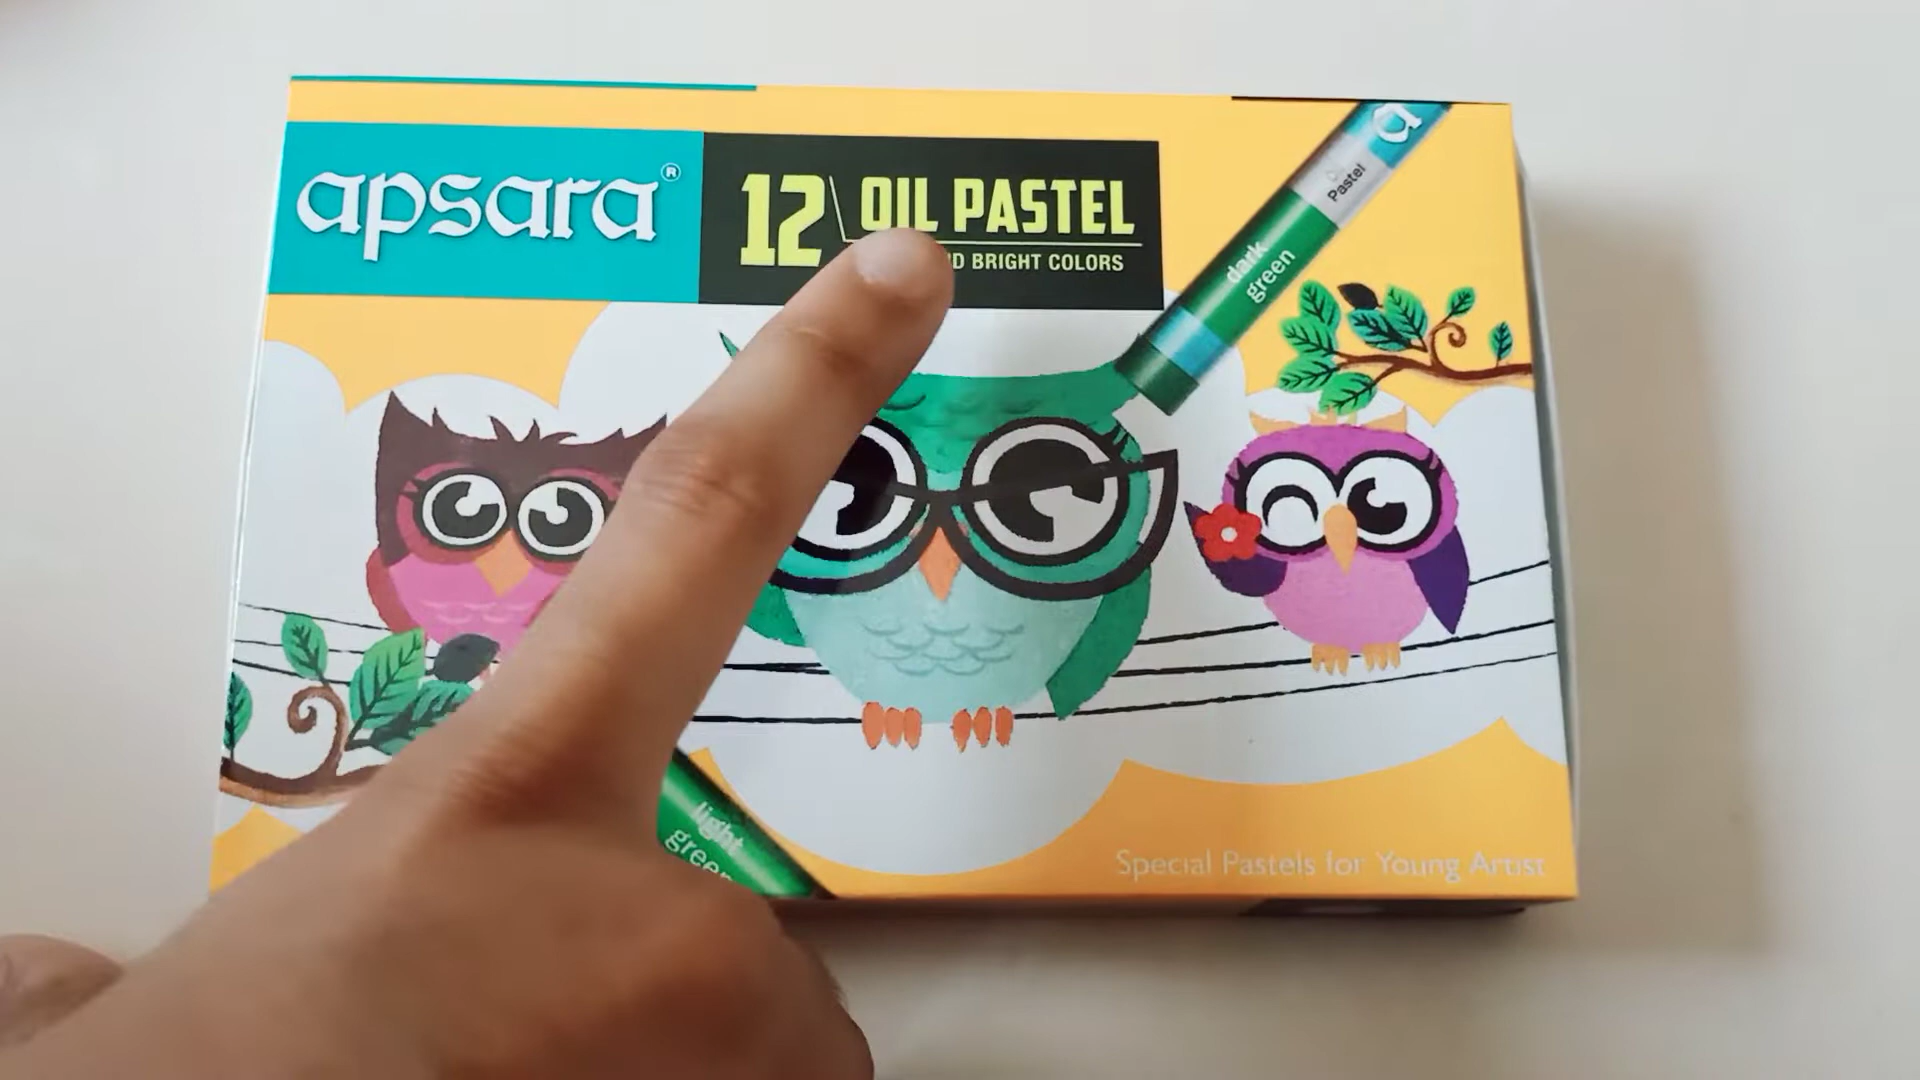 apsara®
12 OIL PASTEL
BRIGHT COLORS
Pastel
dark
green
light
green
Special Pastels for Young Artist